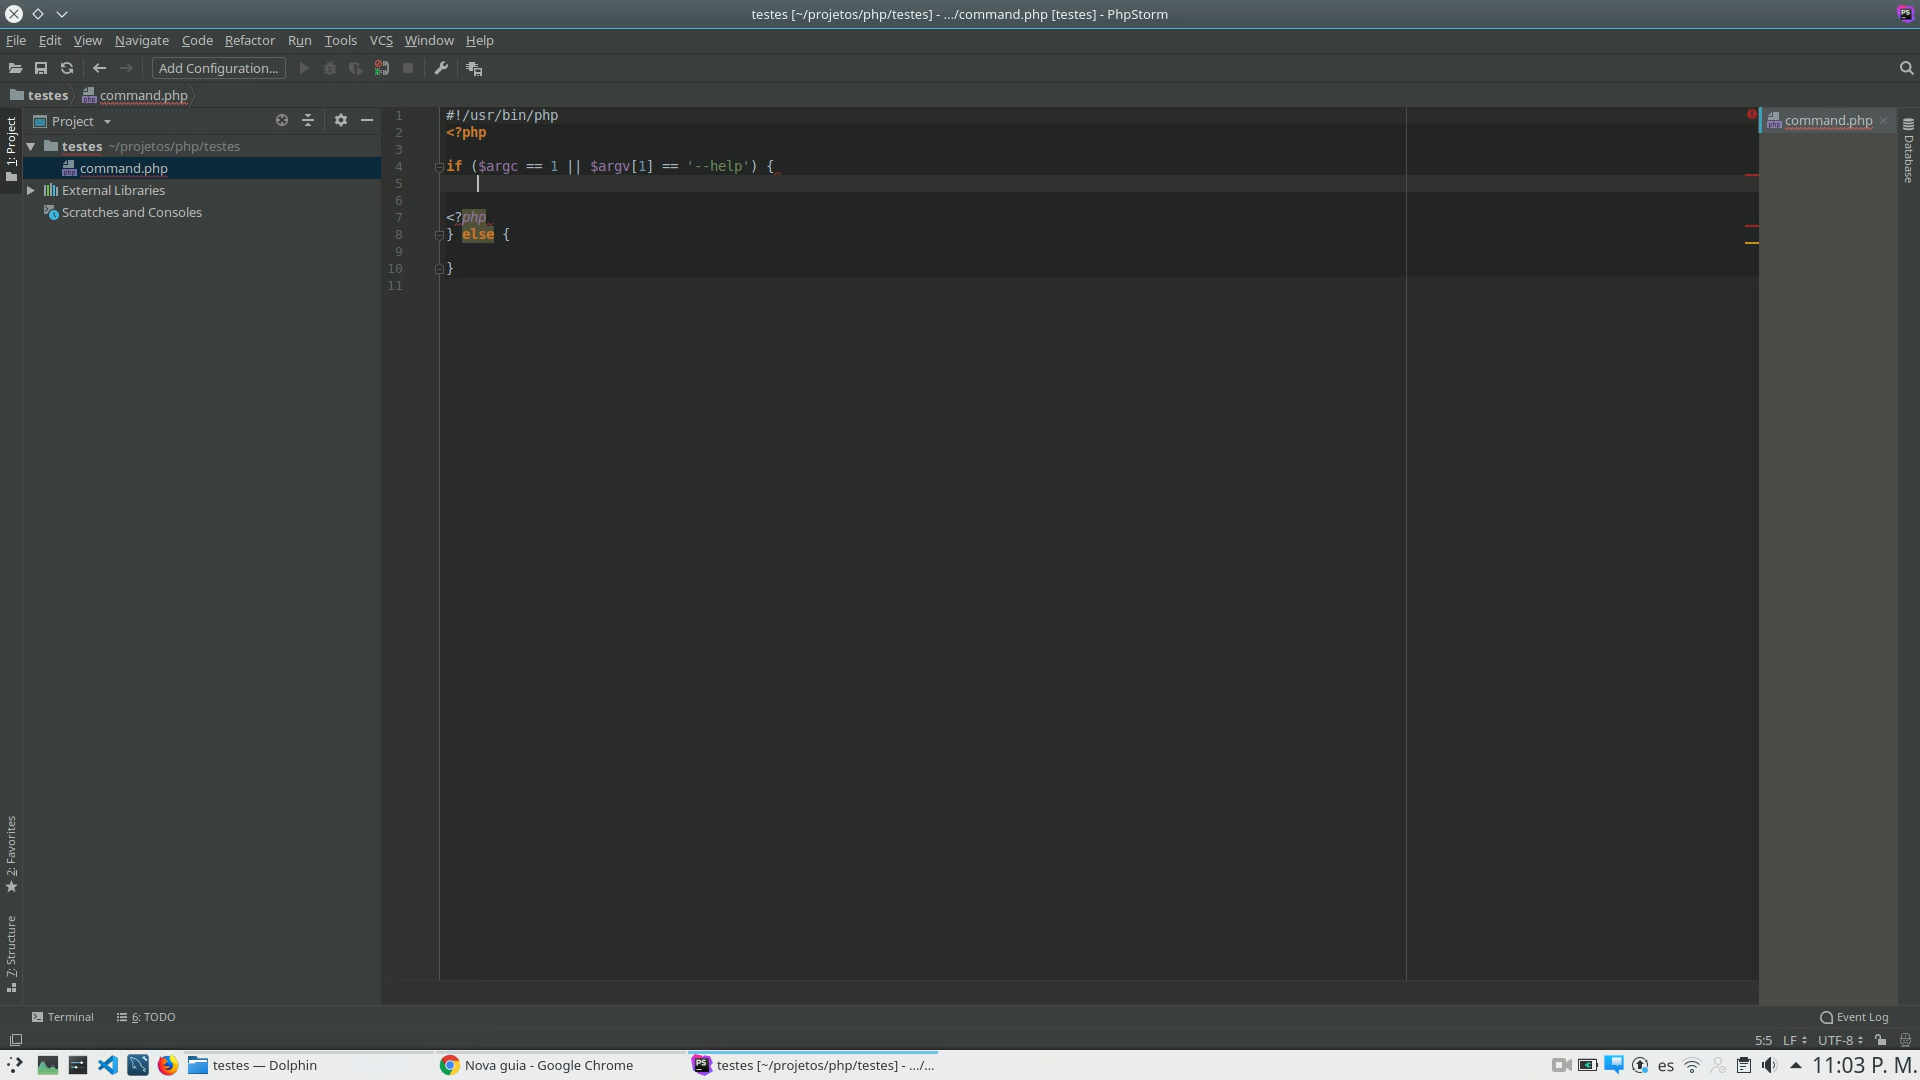 testes [~/projetos/php/testes] - .../command.php [testes] - PhpStorm
PS
File Edit View Navigate Code Refactor Run Tools VCS Window Help
Add Configuration...
testes command.php
1: Project
Project
testes ~/projetos/php/testes
command.php
External Libraries
Scratches and Consoles
1 #!/usr/bin/php
2 <?php
3
4 if ($argc == 1 || $argv[1] == '--help') {
5
6
7 <?php
8 } else {
9
10 }
11
command.php
Database
2: Favorites
7: Structure
Terminal 6: TODO Event Log
5:5 LF UTF-8
testes — Dolphin
Nova guia - Google Chrome
PS testes [~/projetos/php/testes] - .../...
es 11:03 P. M.